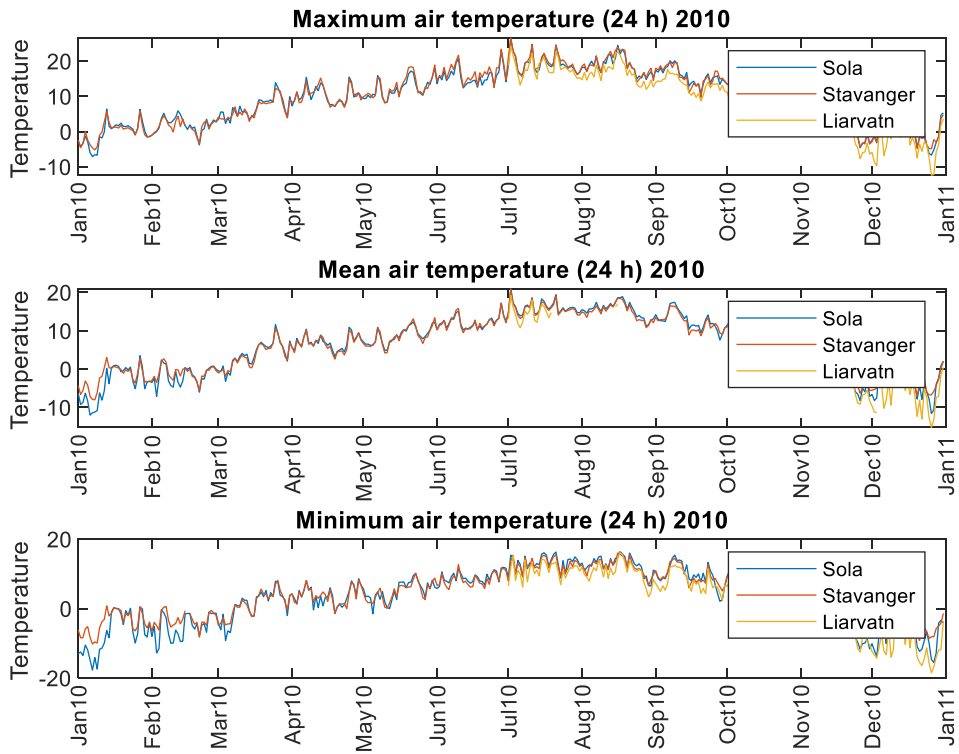 Maximum air temperature (24 h) 2010
Temperature
20
10
0
-10
Sola
Stavanger
Liarvatn
Jan10 Feb10 Mar10 Apr10 May10 Jun10 Jul10 Aug10 Sep10 Oct10 Nov10 Dec10 Jan11
Mean air temperature (24 h) 2010
Temperature
20
10
0
-10
Sola
Stavanger
Liarvatn
Jan10 Feb10 Mar10 Apr10 May10 Jun10 Jul10 Aug10 Sep10 Oct10 Nov10 Dec10 Jan11
Minimum air temperature (24 h) 2010
Temperature
20
0
-20
Sola
Stavanger
Liarvatn
Jan10 Feb10 Mar10 Apr10 May10 Jun10 Jul10 Aug10 Sep10 Oct10 Nov10 Dec10 Jan11